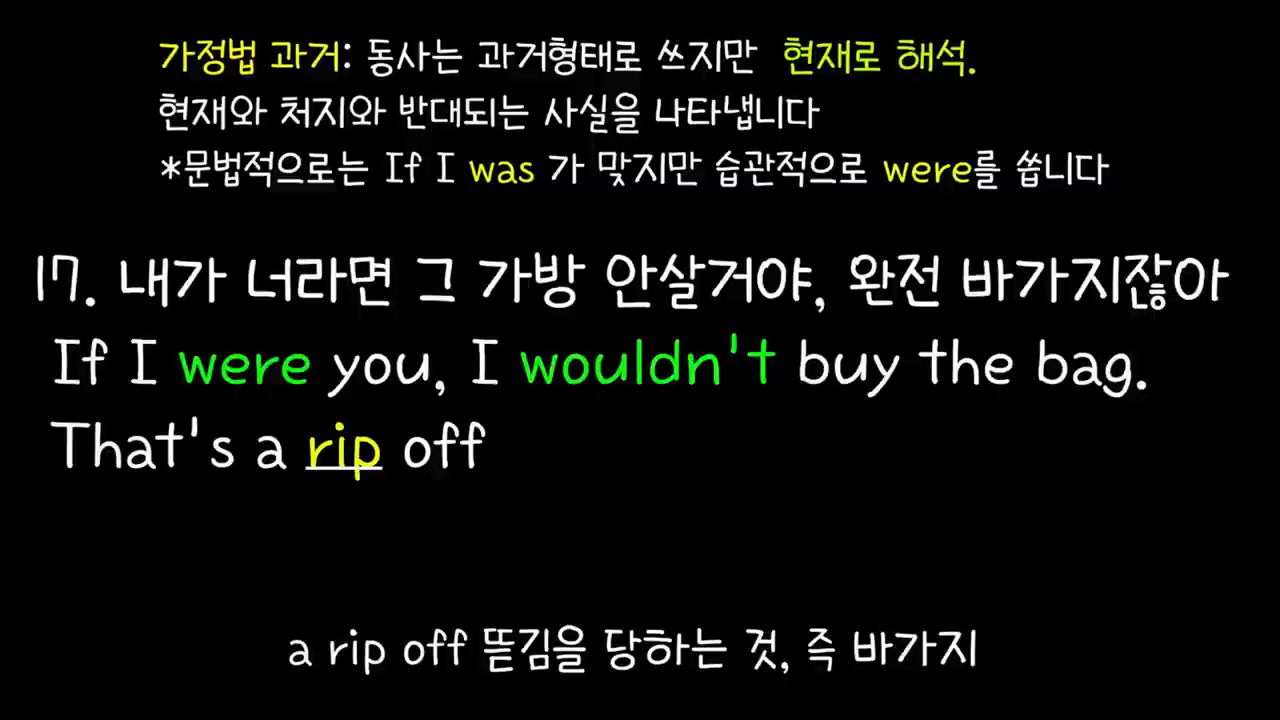 가정법 과거: 동사는 과거형태로 쓰지만 현재로 해석.
현재와 처지와 반대되는 사실을 나타냅니다
*문법적으로는 If I was 가 맞지만 습관적으로 were를 씁니다
17. 내가 너라면 그 가방 안살거야, 완전 바가지잖아
If I were you, I wouldn't buy the bag.
That's a rip off
a rip off 뜯김을 당하는 것, 즉 바가지